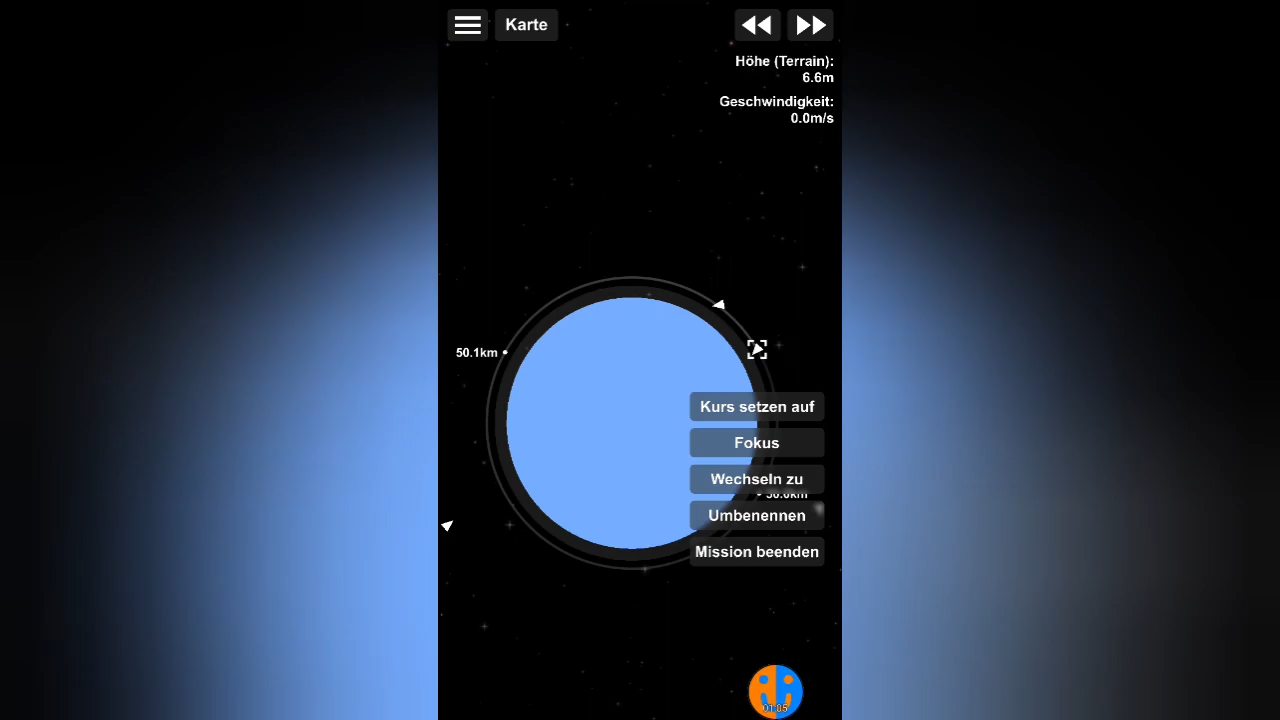 Karte
Höhe (Terrain):
6.6m
Geschwindigkeit:
0.0m/s
50.1km
Kurs setzen auf
Fokus
Wechseln zu
Umbenennen
Mission beenden
01:05